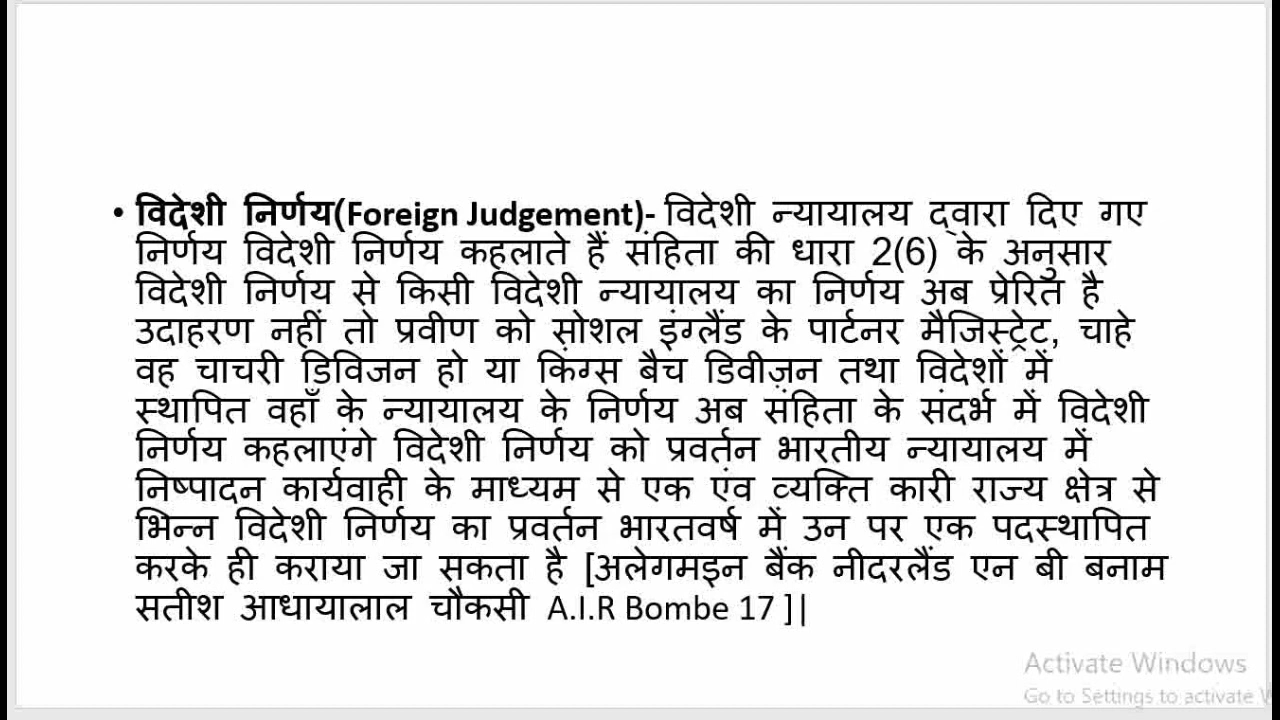 • विदेशी निर्णय(Foreign Judgement)- विदेशी न्यायालय द्वारा दिए गए
निर्णय विदेशी निर्णय कहलाते हैं संहिता की धारा 2(6) के अनुसार
विदेशी निर्णय से किसी विदेशी न्यायालय का निर्णय अब प्रेरित है
उदाहरण नहीं तो प्रवीण को सोशल इंग्लैंड के पार्टनर मैजिस्ट्रेट, चाहे
वह चाचरी डिविजन हो या किंग्स बैच डिवीज़न तथा विदेशों में
स्थापित वहाँ के न्यायालय के निर्णय अब संहिता के संदर्भ में विदेशी
निर्णय कहलाएंगे विदेशी निर्णय को प्रवर्तन भारतीय न्यायालय में
निष्पादन कार्यवाही के माध्यम से एक एंव व्यक्ति कारी राज्य क्षेत्र से
भिन्न विदेशी निर्णय का प्रवर्तन भारतवर्ष में उन पर एक पदस्थापित
करके ही कराया जा सकता है [अलेगमइन बैंक नीदरलैंड एन बी बनाम
सतीश आधायालाल चौकसी A.I.R Bombe 17 ]|
Activate Windows
Go to Settings to activate W